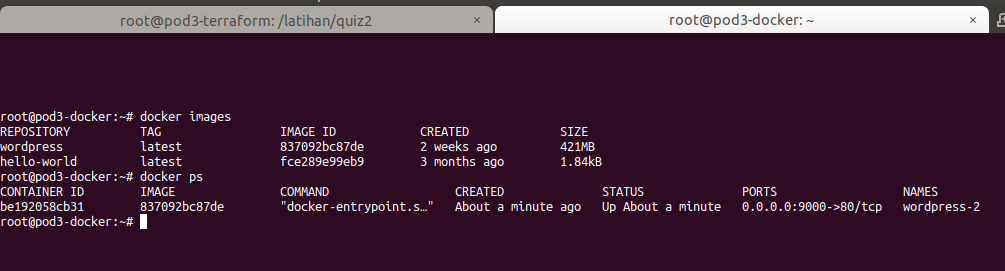 root@pod3-terraform: /latihan/quiz2 × root@pod3-docker: ~ ×
root@pod3-docker:~# docker images
REPOSITORY TAG IMAGE ID CREATED SIZE
wordpress latest 837092bc87de 2 weeks ago 421MB
hello-world latest fce289e99eb9 3 months ago 1.84kB
root@pod3-docker:~# docker ps
CONTAINER ID IMAGE COMMAND CREATED STATUS PORTS NAMES
be192058cb31 837092bc87de "docker-entrypoint.s…" About a minute ago Up About a minute 0.0.0.0:9000->80/tcp wordpress-2
root@pod3-docker:~#